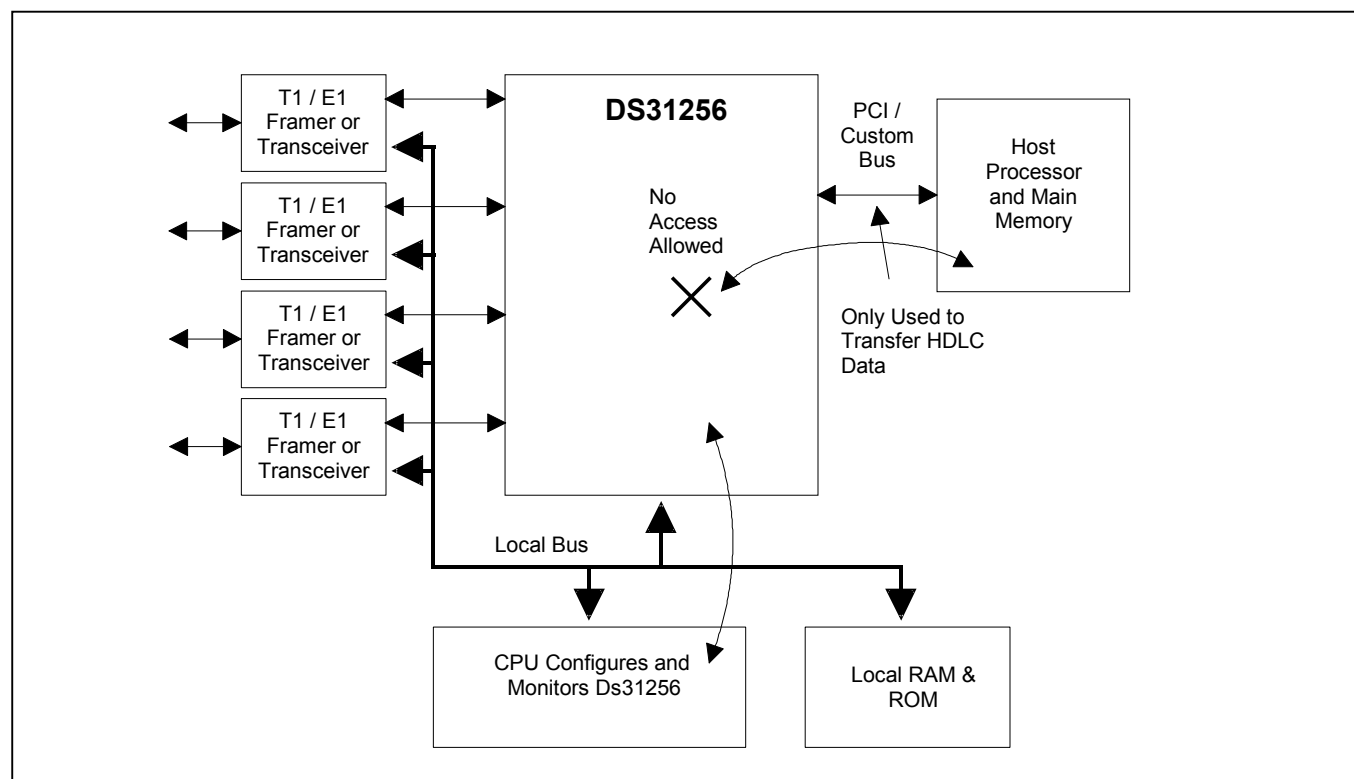 T1 / E1
Framer or
Transceiver
T1 / E1
Framer or
Transceiver
T1 / E1
Framer or
Transceiver
T1 / E1
Framer or
Transceiver
DS31256
No
Access
Allowed
PCI /
Custom
Bus
Host
Processor
and Main
Memory
Only Used to
Transfer HDLC
Data
Local Bus
CPU Configures and
Monitors Ds31256
Local RAM &
ROM